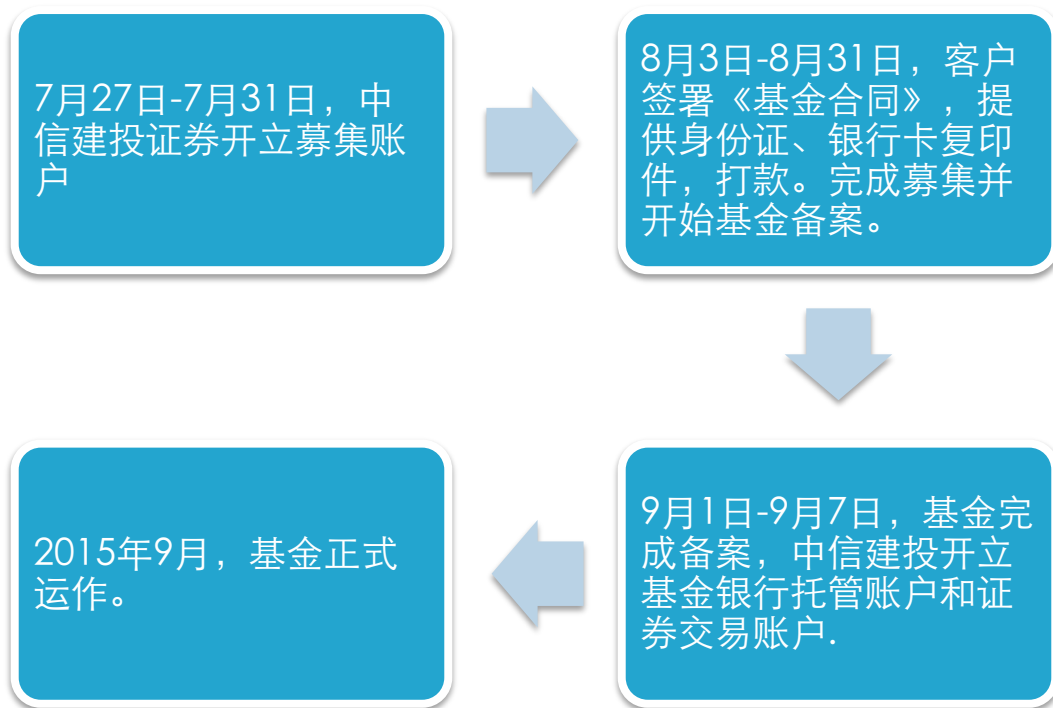 7月27日-7月31日，中
信建投证券开立募集账
户
8月3日-8月31日，客户
签署《基金合同》，提
供身份证、银行卡复印
件，打款。完成募集并
开始基金备案。
9月1日-9月7日，基金完
成备案，中信建投开立
基金银行托管账户和证
券交易账户.
2015年9月，基金正式
运作。